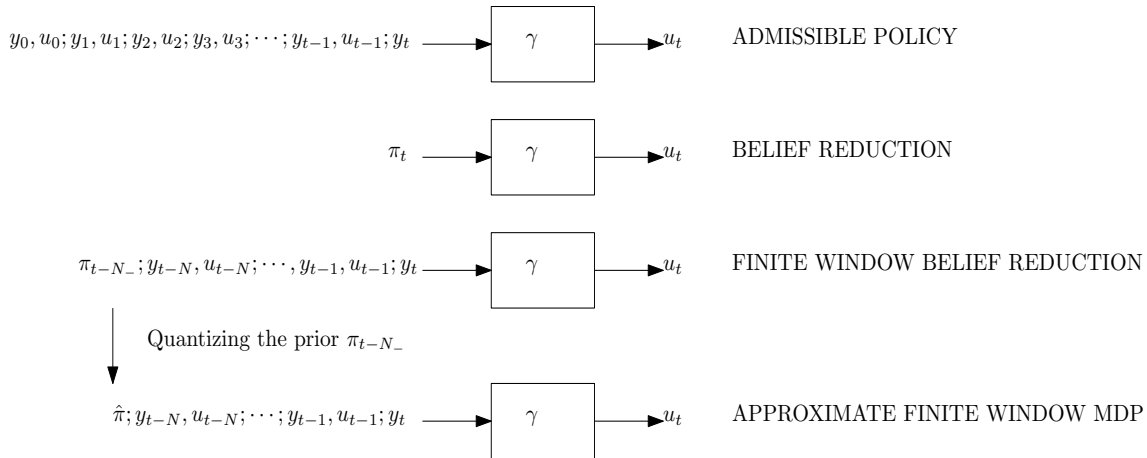 y_0, u_0; y_1, u_1; y_2, u_2; y_3, u_3; ⋯; y_{t−1}, u_{t−1}; y_t γ u_t ADMISSIBLE POLICY
π_t γ u_t BELIEF REDUCTION
π_{t−N_−}; y_{t−N}, u_{t−N}; ⋯, y_{t−1}, u_{t−1}; y_t γ u_t FINITE WINDOW BELIEF REDUCTION
Quantizing the prior π_{t−N_−}
π̂; y_{t−N}, u_{t−N}; ⋯; y_{t−1}, u_{t−1}; y_t γ u_t APPROXIMATE FINITE WINDOW MDP